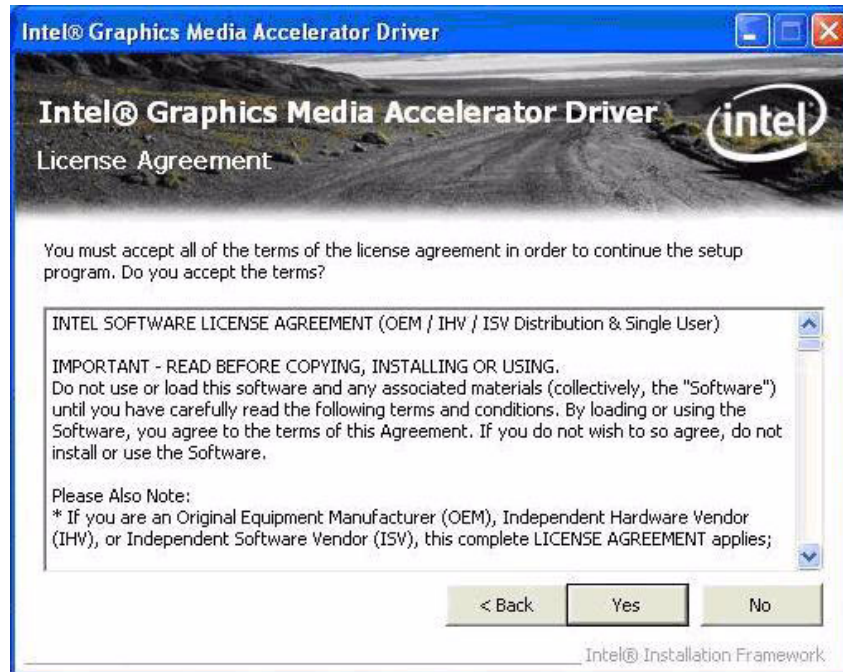 Intel® Graphics Media Accelerator Driver
Intel® Graphics Media Accelerator Driver
intel
License Agreement
You must accept all of the terms of the license agreement in order to continue the setup
program. Do you accept the terms?
INTEL SOFTWARE LICENSE AGREEMENT (OEM / IHV / ISV Distribution & Single User)
IMPORTANT - READ BEFORE COPYING, INSTALLING OR USING.
Do not use or load this software and any associated materials (collectively, the "Software")
until you have carefully read the following terms and conditions. By loading or using the
Software, you agree to the terms of this Agreement. If you do not wish to so agree, do not
install or use the Software.
Please Also Note:
* If you are an Original Equipment Manufacturer (OEM), Independent Hardware Vendor
(IHV), or Independent Software Vendor (ISV), this complete LICENSE AGREEMENT applies;
< Back
Yes
No
Intel® Installation Framework